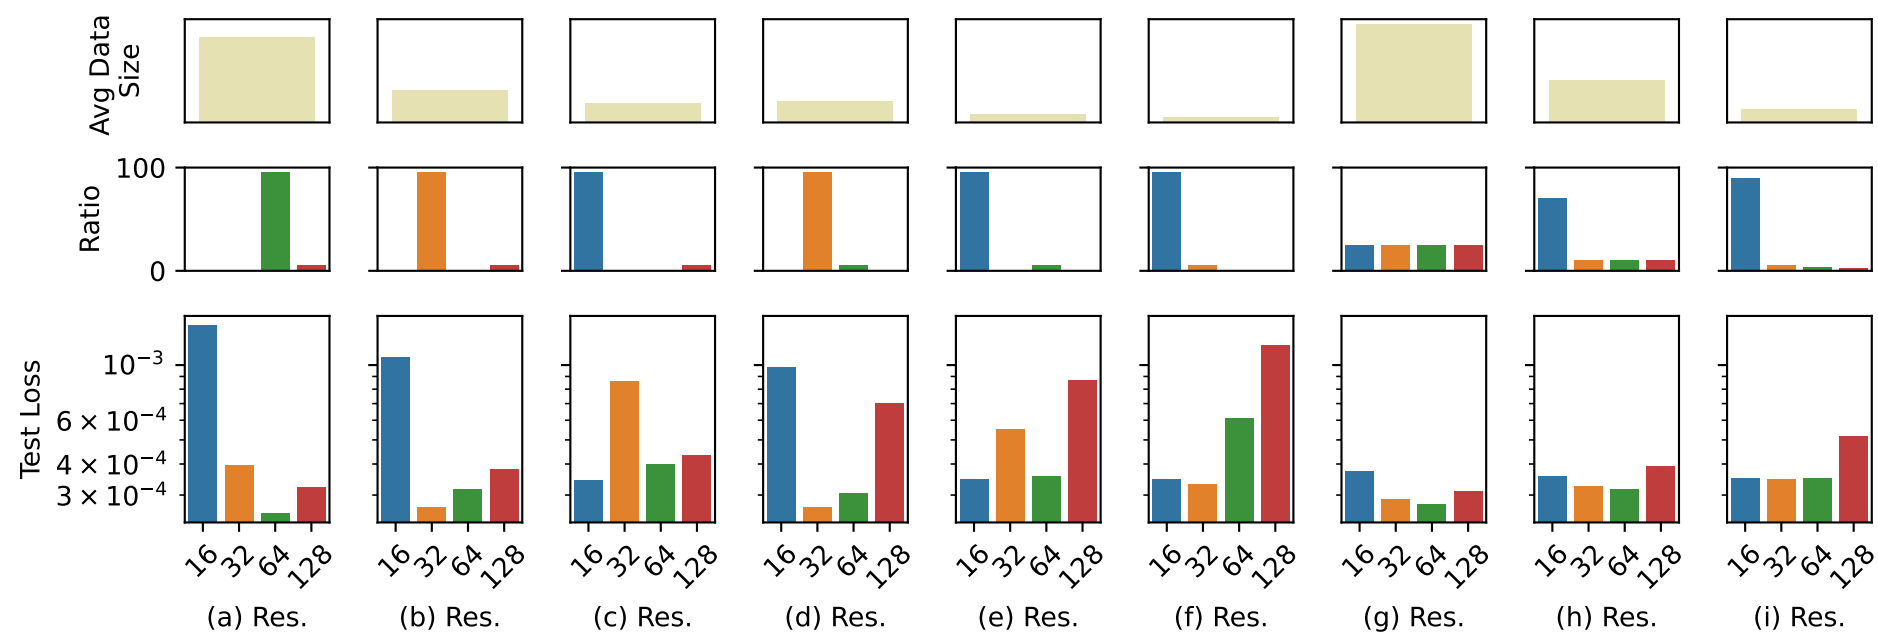 Avg Data
Size
100
0
Ratio
10⁻³
6 × 10⁻⁴
4 × 10⁻⁴
3 × 10⁻⁴
Test Loss
16 32 64 128 16 32 64 128 16 32 64 128 16 32 64 128 16 32 64 128 16 32 64 128 16 32 64 128 16 32 64 128 16 32 64 128
(a) Res. (b) Res. (c) Res. (d) Res. (e) Res. (f) Res. (g) Res. (h) Res. (i) Res.